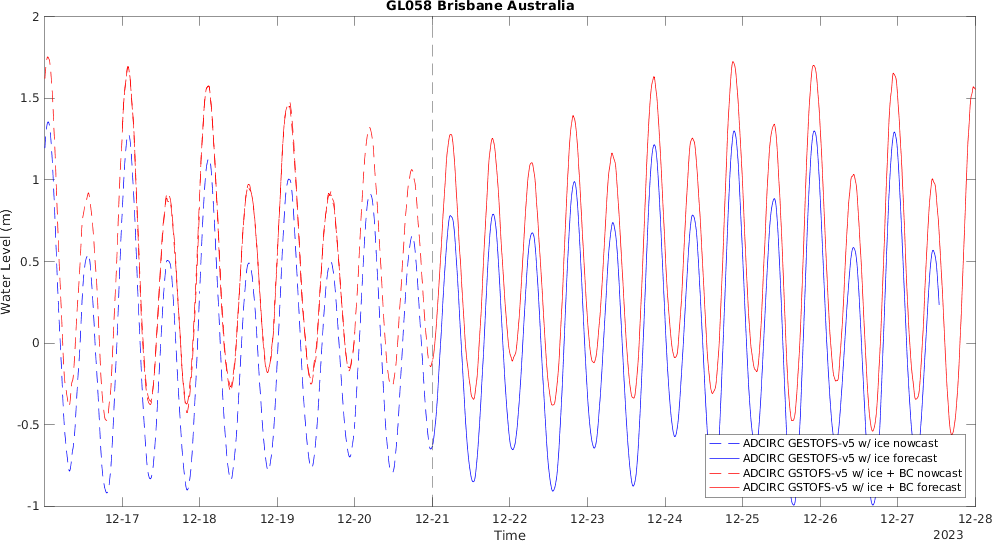 GL058 Brisbane Australia
2
1.5
1
0.5
0
-0.5
-1
Water Level (m)
ADCIRC GESTOFS-v5 w/ ice nowcast
ADCIRC GESTOFS-v5 w/ ice forecast
ADCIRC GSTOFS-v5 w/ ice + BC nowcast
ADCIRC GSTOFS-v5 w/ ice + BC forecast
12-17 12-18 12-19 12-20 12-21 12-22 12-23 12-24 12-25 12-26 12-27 12-28
Time
2023